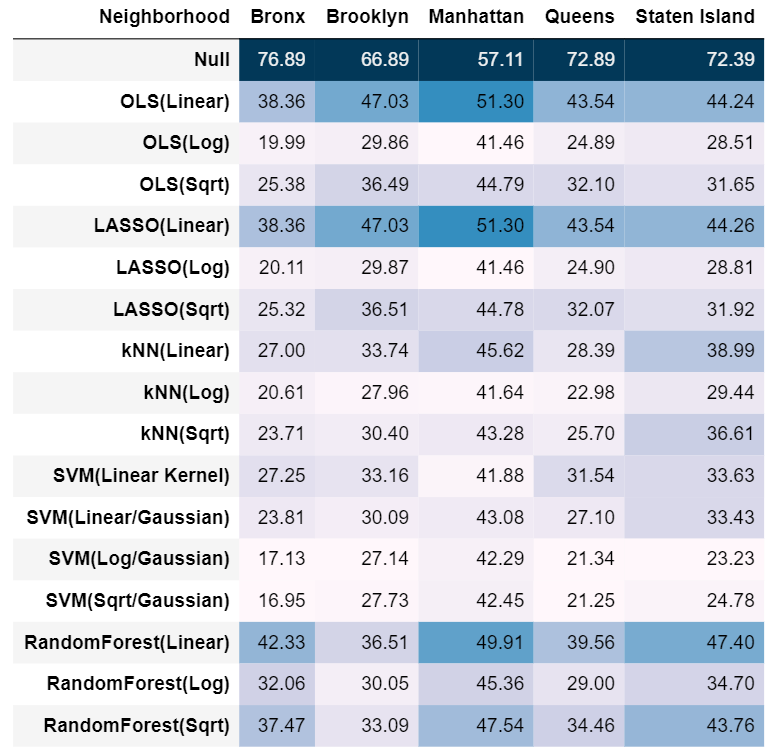 Neighborhood Bronx Brooklyn Manhattan Queens Staten Island
Null 76.89 66.89 57.11 72.89 72.39
OLS(Linear) 38.36 47.03 51.30 43.54 44.24
OLS(Log) 19.99 29.86 41.46 24.89 28.51
OLS(Sqrt) 25.38 36.49 44.79 32.10 31.65
LASSO(Linear) 38.36 47.03 51.30 43.54 44.26
LASSO(Log) 20.11 29.87 41.46 24.90 28.81
LASSO(Sqrt) 25.32 36.51 44.78 32.07 31.92
kNN(Linear) 27.00 33.74 45.62 28.39 38.99
kNN(Log) 20.61 27.96 41.64 22.98 29.44
kNN(Sqrt) 23.71 30.40 43.28 25.70 36.61
SVM(Linear Kernel) 27.25 33.16 41.88 31.54 33.63
SVM(Linear/Gaussian) 23.81 30.09 43.08 27.10 33.43
SVM(Log/Gaussian) 17.13 27.14 42.29 21.34 23.23
SVM(Sqrt/Gaussian) 16.95 27.73 42.45 21.25 24.78
RandomForest(Linear) 42.33 36.51 49.91 39.56 47.40
RandomForest(Log) 32.06 30.05 45.36 29.00 34.70
RandomForest(Sqrt) 37.47 33.09 47.54 34.46 43.76